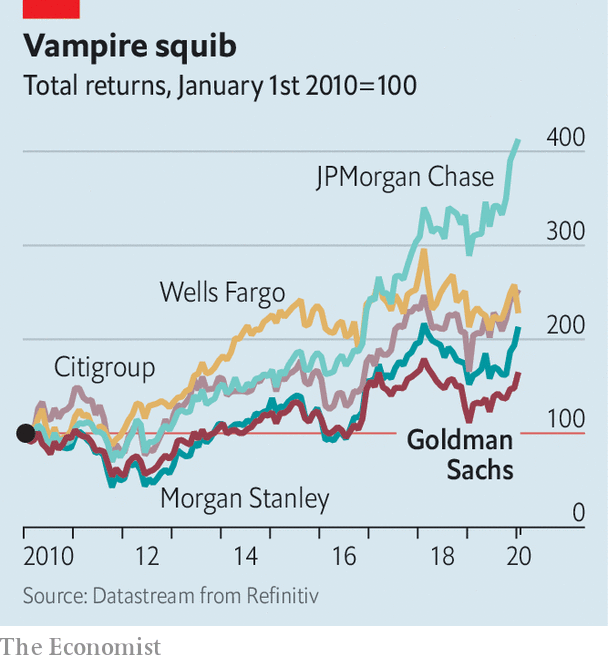 Vampire squib
Total returns, January 1st 2010=100
400
JPMorgan Chase
300
Wells Fargo
200
Citigroup
100
Goldman
Sachs
Morgan Stanley
0
2010 12 14 16 18 20
Source: Datastream from Refinitiv
The Economist